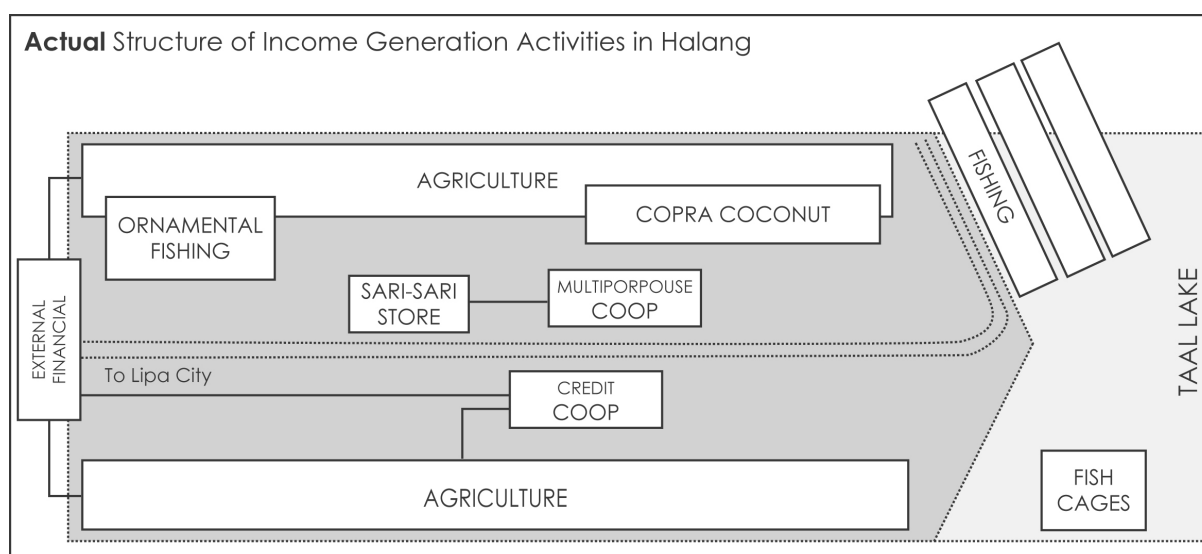 Actual Structure of Income Generation Activities in Halang
AGRICULTURE
FISHING
ORNAMENTAL
FISHING
COPRA COCONUT
SARI-SARI
STORE
MULTIPORPOUSE
COOP
EXTERNAL
FINANCIAL
TAAL LAKE
To Lipa City
CREDIT
COOP
AGRICULTURE
FISH
CAGES